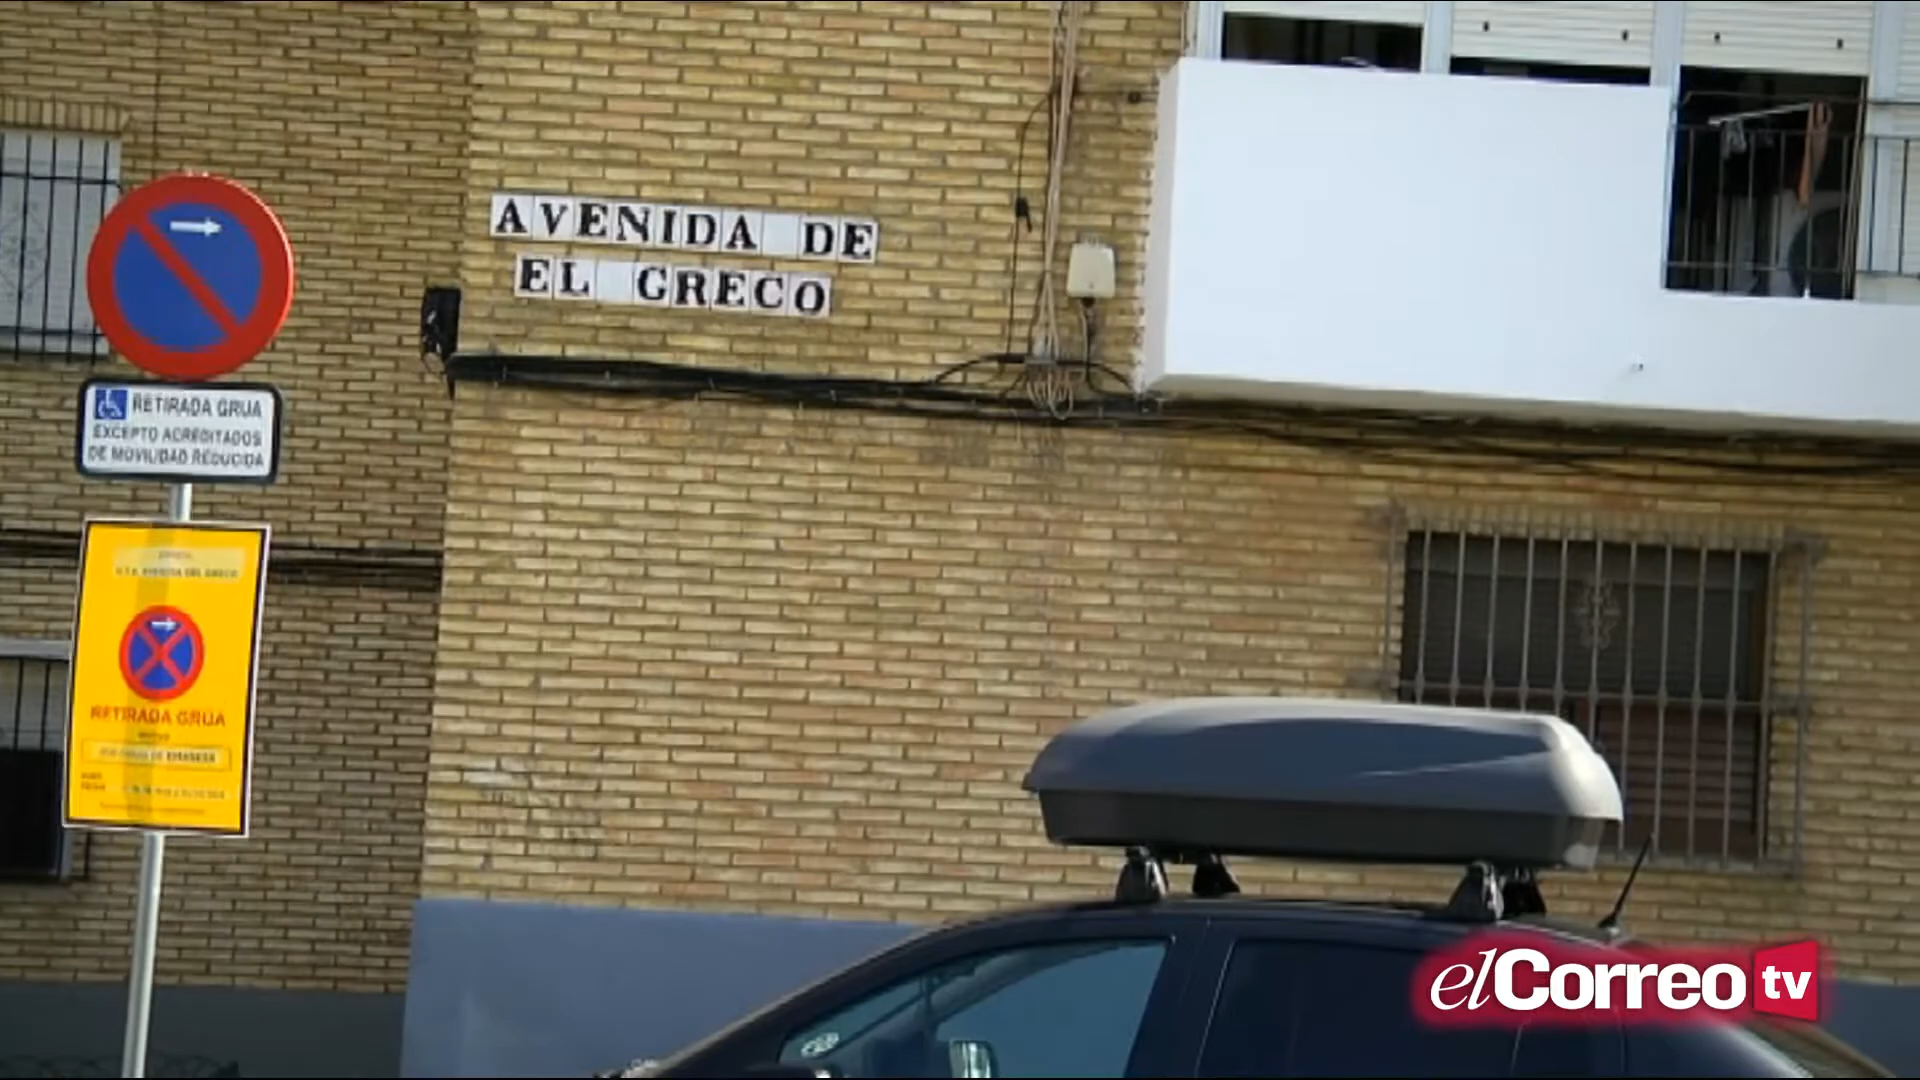 AVENIDA DE
EL GRECO
RETIRADA GRUA
EXCEPTO ACREDITADOS
DE MOVILIDAD REDUCIDA
RETIRADA GRUA
elCorreo tv